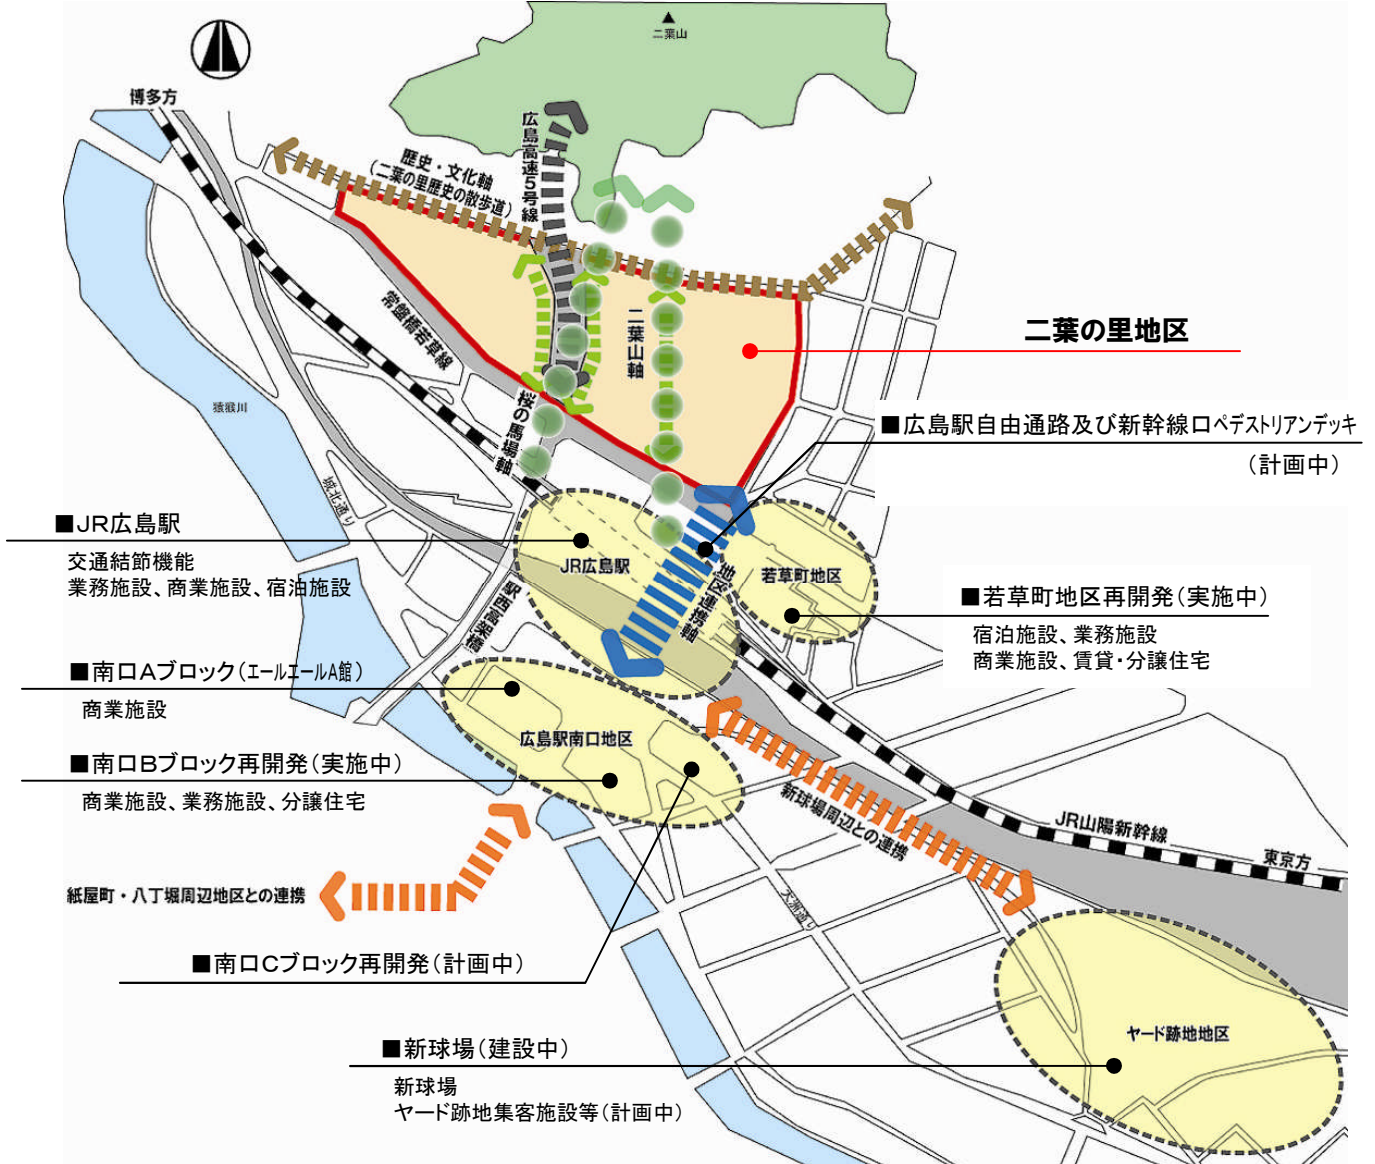 ▲
二葉山
博多方
広島高速5号線
歴史・文化軸
(二葉の里歴史の散歩道)
常盤橋若草線
二葉山軸
二葉の里地区
桜の馬場軸
猿猴川
城北通り
■広島駅自由通路及び新幹線口ペデストリアンデッキ
(計画中)
■JR広島駅
交通結節機能
業務施設、商業施設、宿泊施設
JR広島駅
地区連携軸
若草町地区
駅西高架橋
■若草町地区再開発(実施中)
宿泊施設、業務施設
商業施設、賃貸・分譲住宅
■南口Aブロック(エールエールA館)
商業施設
広島駅南口地区
■南口Bブロック再開発(実施中)
商業施設、業務施設、分譲住宅
新球場周辺との連携
JR山陽新幹線
東京方
紙屋町・八丁堀周辺地区との連携
大洲通り
■南口Cブロック再開発(計画中)
ヤード跡地地区
■新球場(建設中)
新球場
ヤード跡地集客施設等(計画中)